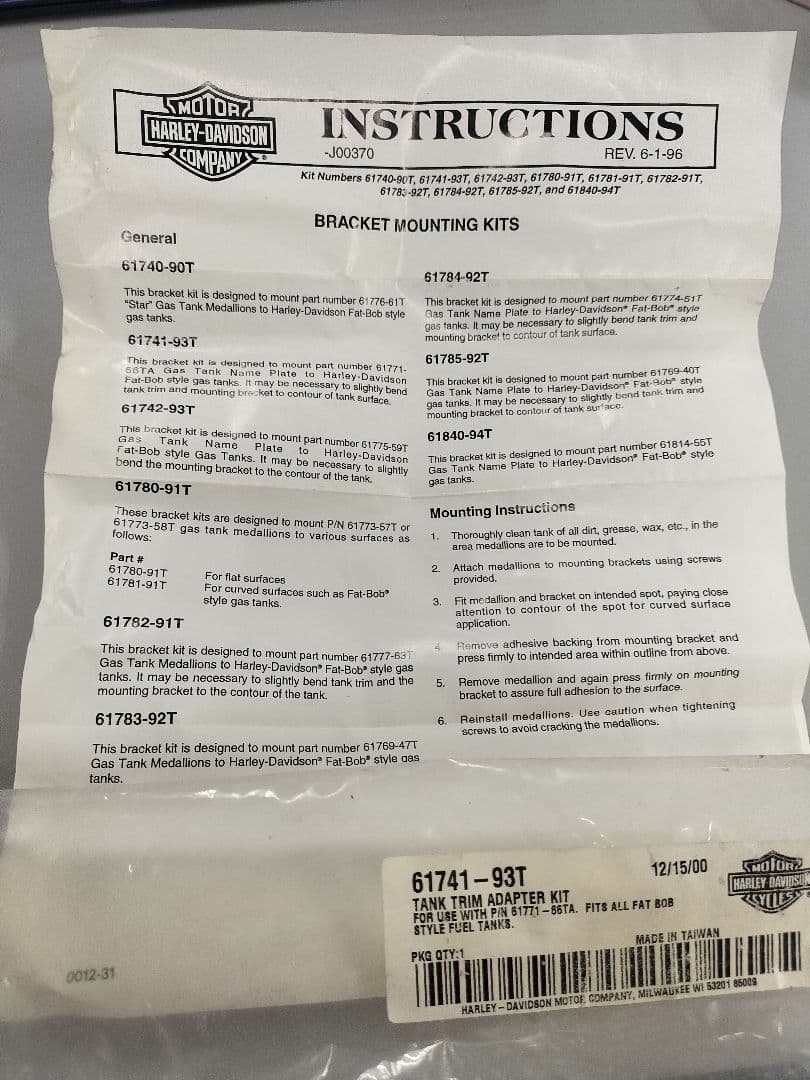 MOTOR
HARLEY-DAVIDSON
COMPANY
INSTRUCTIONS
-J00370
REV. 6-1-96
Kit Numbers 61740-90T, 61741-93T, 61742-93T, 61780-91T, 61781-91T, 61782-91T,
61783-92T, 61784-92T, 61785-92T, and 61840-94T
BRACKET MOUNTING KITS
General
61740-90T
This bracket kit is designed to mount part number 61776-61T
"Star" Gas Tank Medallions to Harley-Davidson Fat-Bob style
gas tanks.
61741-93T
This bracket kit is designed to mount part number 61771-
66TA Gas Tank Name Plate to Harley-Davidson
Fat-Bob style gas tanks. It may be necessary to slightly bend
tank trim and mounting bracket to contour of tank surface.
61742-93T
This bracket kit is designed to mount part number 61775-59T
Gas Tank Name Plate to Harley-Davidson
Fat-Bob style Gas Tanks. It may be necessary to slightly
bend the mounting bracket to the contour of the tank.
61780-91T
These bracket kits are designed to mount P/N 61773-57T or
61773-58T gas tank medallions to various surfaces as
follows:
Part #
61780-91T For flat surfaces
61781-91T For curved surfaces such as Fat-Bob®
style gas tanks.
61782-91T
This bracket kit is designed to mount part number 61777-63T
Gas Tank Medallions to Harley-Davidson® Fat-Bob® style gas
tanks. It may be necessary to slightly bend tank trim and the
mounting bracket to the contour of the tank.
61783-92T
This bracket kit is designed to mount part number 61769-47T
Gas Tank Medallions to Harley-Davidson® Fat-Bob® style gas
tanks.
61784-92T
This bracket kit is designed to mount part number 61774-51T
Gas Tank Name Plate to Harley-Davidson® Fat-Bob® style
gas tanks. It may be necessary to slightly bend tank trim and
mounting bracket to contour of tank surface.
61785-92T
This bracket kit is designed to mount part number 61769-40T
Gas Tank Name Plate to Harley-Davidson® Fat-Bob® style
gas tanks. It may be necessary to slightly bend tank trim and
mounting bracket to contour of tank surface.
61840-94T
This bracket kit is designed to mount part number 61814-55T
Gas Tank Name Plate to Harley-Davidson® Fat-Bob® style
gas tanks.
Mounting Instructions
1. Thoroughly clean tank of all dirt, grease, wax, etc., in the
area medallions are to be mounted.
2. Attach medallions to mounting brackets using screws
provided.
3. Fit medallion and bracket on intended spot, paying close
attention to contour of the spot for curved surface
application.
4. Remove adhesive backing from mounting bracket and
press firmly to intended area within outline from above.
5. Remove medallion and again press firmly on mounting
bracket to assure full adhesion to the surface.
6. Reinstall medallions. Use caution when tightening
screws to avoid cracking the medallions.
61741-93T
12/15/00
MOTOR
HARLEY-DAVIDSON
CYCLES
TANK TRIM ADAPTER KIT
FOR USE WITH P/N 61771-66TA. FITS ALL FAT BOB
STYLE FUEL TANKS.
MADE IN TAIWAN
PKG QTY:1
HARLEY-DAVIDSON MOTOR COMPANY, MILWAUKEE WI 53201 85009
0012-31